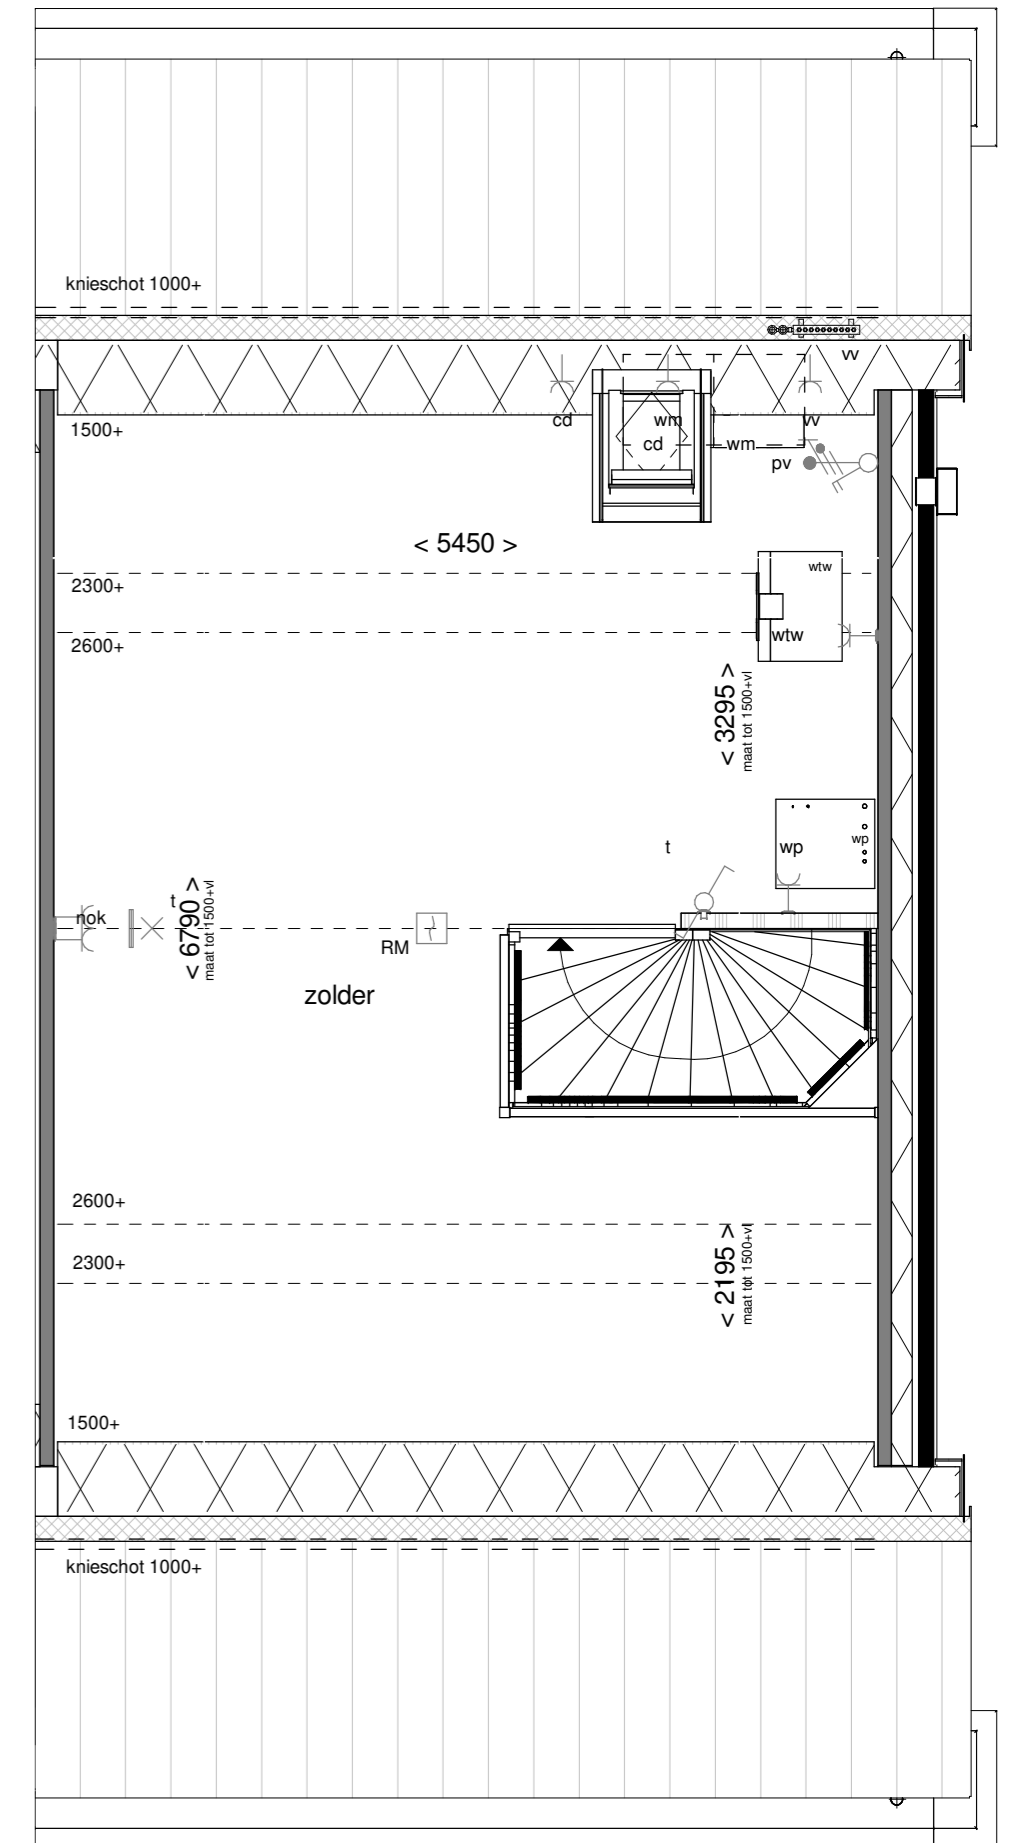 knieschot 1000+
vv
1500+
cd
wm
vv
cd
wm
pv
< 5450 >
2300+
wtw
2600+
wtw
< 3295 >
maat tot 1500+vl
t
wp
wp
nok
t
< 6790 >
maat tot 1500+vl
RM
zolder
2600+
2300+
< 2195 >
maat tot 1500+vl
1500+
knieschot 1000+